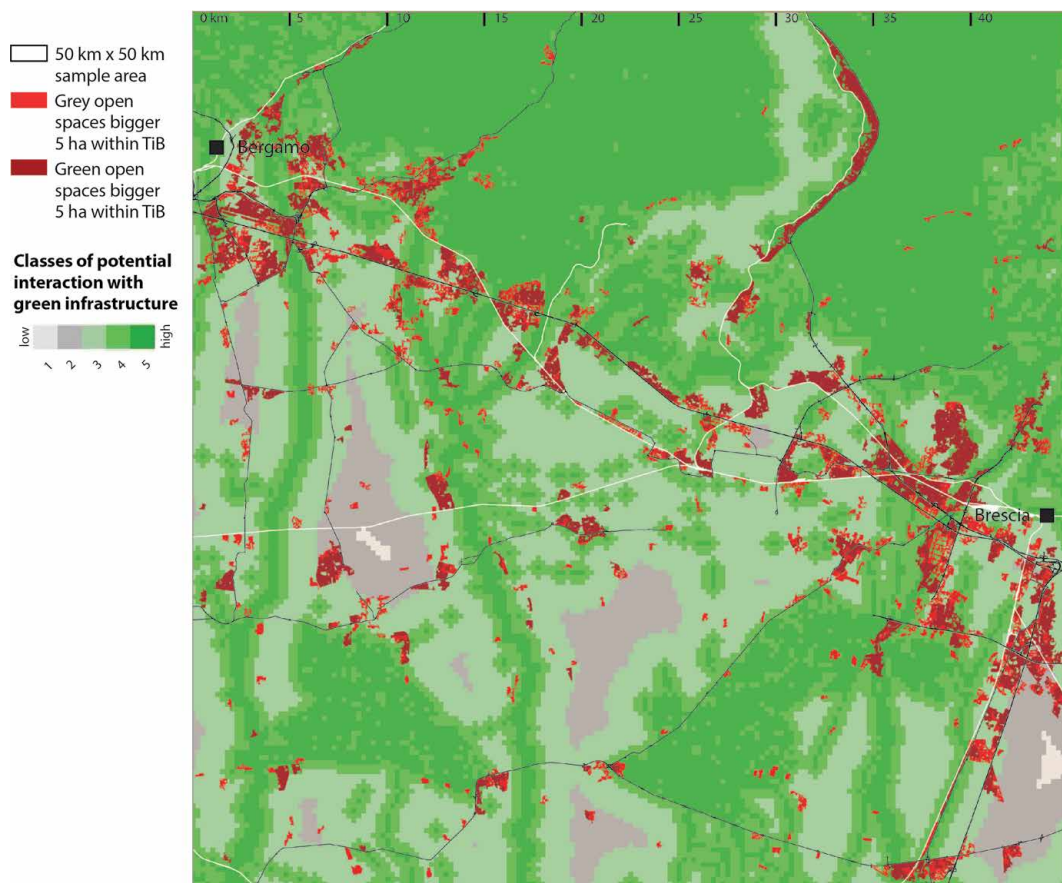 0 km 5 10 15 20 25 30 35 40
50 km x 50 km
sample area
Grey open
spaces bigger
5 ha within TiB
Green open
spaces bigger
5 ha within TiB
Classes of potential
interaction with
green infrastructure
low high
1 2 3 4 5
Bergamo
Brescia